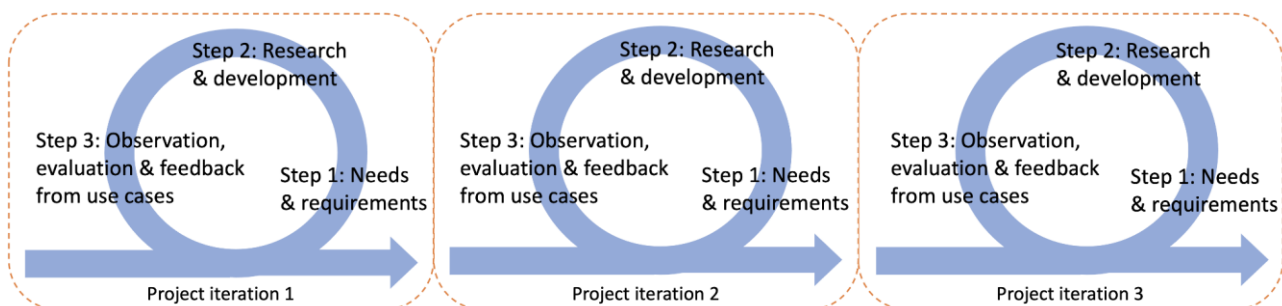 Step 2: Research
& development
Step 3: Observation,
evaluation & feedback
from use cases
Step 1: Needs
& requirements
Project iteration 1
Step 2: Research
& development
Step 3: Observation,
evaluation & feedback
from use cases
Step 1: Needs
& requirements
Project iteration 2
Step 2: Research
& development
Step 3: Observation,
evaluation & feedback
from use cases
Step 1: Needs
& requirements
Project iteration 3